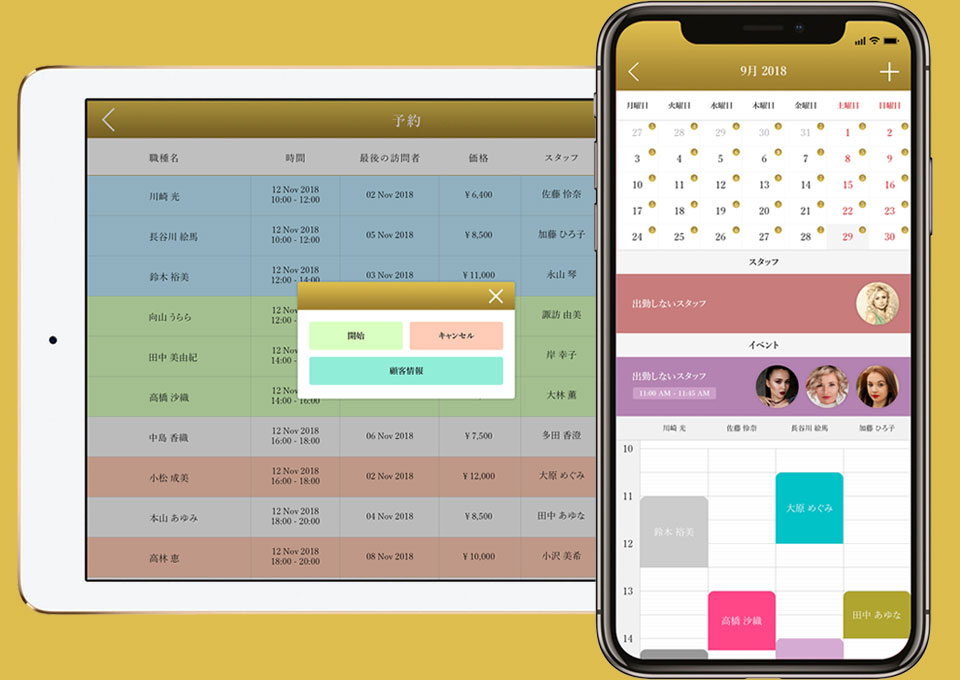 予約
職種名 時間 最後の訪問者 価格 スタッフ
川崎 光 12 Nov 2018 10:00 - 12:00 02 Nov 2018 ¥ 6,400 佐藤 怜奈
長谷川 絵馬 12 Nov 2018 10:00 - 12:00 05 Nov 2018 ¥ 8,500 加藤 ひろ子
鈴木 裕美 12 Nov 2018 12:00 - 14:00 03 Nov 2018 ¥ 11,000 永山 琴
向山 うらら 12 Nov 12:00 - 諏訪 由美
田中 美由紀 12 Nov 14:00 - 岸 幸子
高橋 沙織 12 Nov 2018 14:00 - 16:00 大林 薫
中島 香織 12 Nov 2018 16:00 - 18:00 06 Nov 2018 ¥ 7,500 多田 香澄
小松 成美 12 Nov 2018 16:00 - 18:00 02 Nov 2018 ¥ 12,000 大原 めぐみ
本山 あゆみ 12 Nov 2018 18:00 - 20:00 04 Nov 2018 ¥ 8,500 田中 あゆな
高林 恵 12 Nov 2018 18:00 - 20:00 08 Nov 2018 ¥ 10,000 小沢 美希
開始 キャンセル
顧客情報
9月 2018
月曜日 火曜日 水曜日 木曜日 金曜日 土曜日 日曜日
27 28 29 30 31 1 2
3 4 5 6 7 8 9
10 11 12 13 14 15 16
17 18 19 20 21 22 23
24 25 26 27 28 29 30
スタッフ
出勤しないスタッフ
イベント
出勤しないスタッフ
11:00 AM - 11:45 AM
川崎 光 佐藤 怜奈 長谷川 絵馬 加藤 ひろ子
10
11
大原 めぐみ
鈴木 裕美
12
13
田中 あゆな
高橋 沙織
14